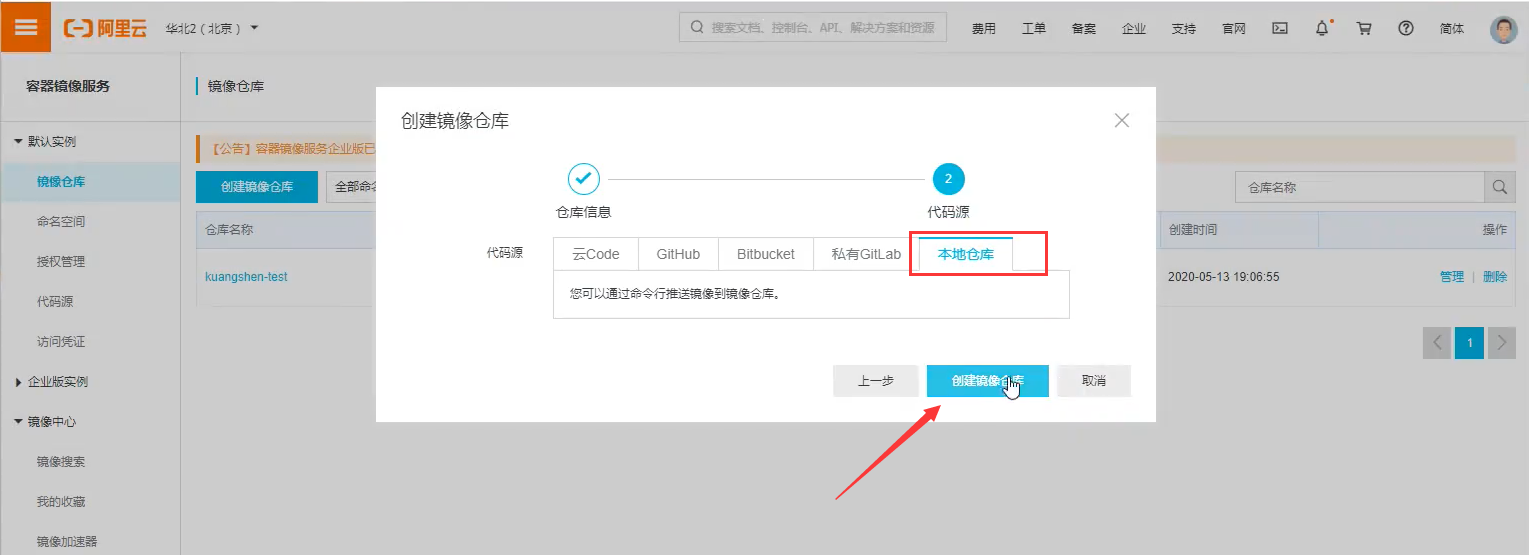 阿里云
华北2（北京）
搜索文档、控制台、API、解决方案和资源
费用
工单
备案
企业
支持
官网
简体
容器镜像服务
镜像仓库
默认实例
镜像仓库
命名空间
授权管理
代码源
访问凭证
企业版实例
镜像中心
镜像搜索
我的收藏
镜像加速器
【公告】容器镜像服务企业版已
创建镜像仓库
全部命名
仓库名称
仓库名称
创建时间
操作
kuangshen-test
2020-05-13 19:06:55
管理 | 删除
1
创建镜像仓库
2
仓库信息
代码源
代码源
云Code
GitHub
Bitbucket
私有GitLab
本地仓库
您可以通过命令行推送镜像到镜像仓库。
上一步
创建镜像仓库
取消